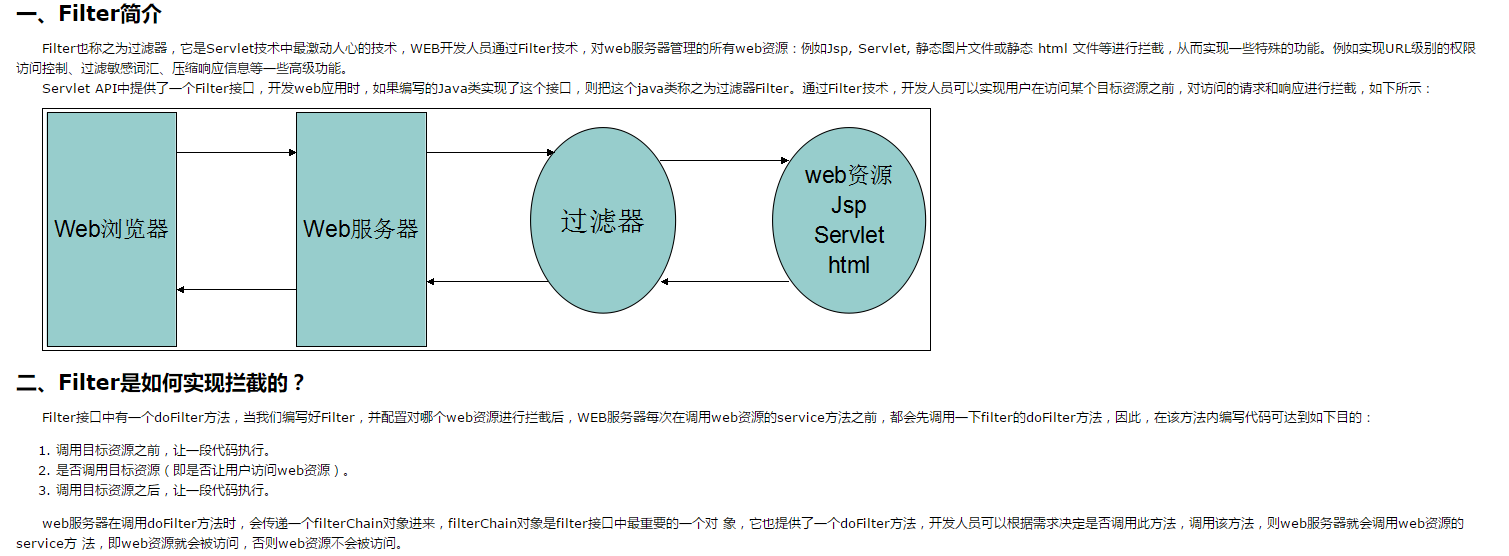 一、Filter简介
Filter也称之为过滤器，它是Servlet技术中最激动人心的技术，WEB开发人员通过Filter技术，对web服务器管理的所有web资源：例如Jsp, Servlet, 静态图片文件或静态 html 文件等进行拦截，从而实现一些特殊的功能。例如实现URL级别的权限
访问控制、过滤敏感词汇、压缩响应信息等一些高级功能。
Servlet API中提供了一个Filter接口，开发web应用时，如果编写的Java类实现了这个接口，则把这个java类称之为过滤器Filter。通过Filter技术，开发人员可以实现用户在访问某个目标资源之前，对访问的请求和响应进行拦截，如下所示：
Web浏览器
Web服务器
过滤器
web资源
Jsp
Servlet
html
二、Filter是如何实现拦截的？
Filter接口中有一个doFilter方法，当我们编写好Filter，并配置对哪个web资源进行拦截后，WEB服务器每次在调用web资源的service方法之前，都会先调用一下filter的doFilter方法，因此，在该方法内编写代码可达到如下目的：
1. 调用目标资源之前，让一段代码执行。
2. 是否调用目标资源（即是否让用户访问web资源）。
3. 调用目标资源之后，让一段代码执行。
web服务器在调用doFilter方法时，会传递一个filterChain对象进来，filterChain对象是filter接口中最重要的一个对 象，它也提供了一个doFilter方法，开发人员可以根据需求决定是否调用此方法，调用该方法，则web服务器就会调用web资源的
service方 法，即web资源就会被访问，否则web资源不会被访问。